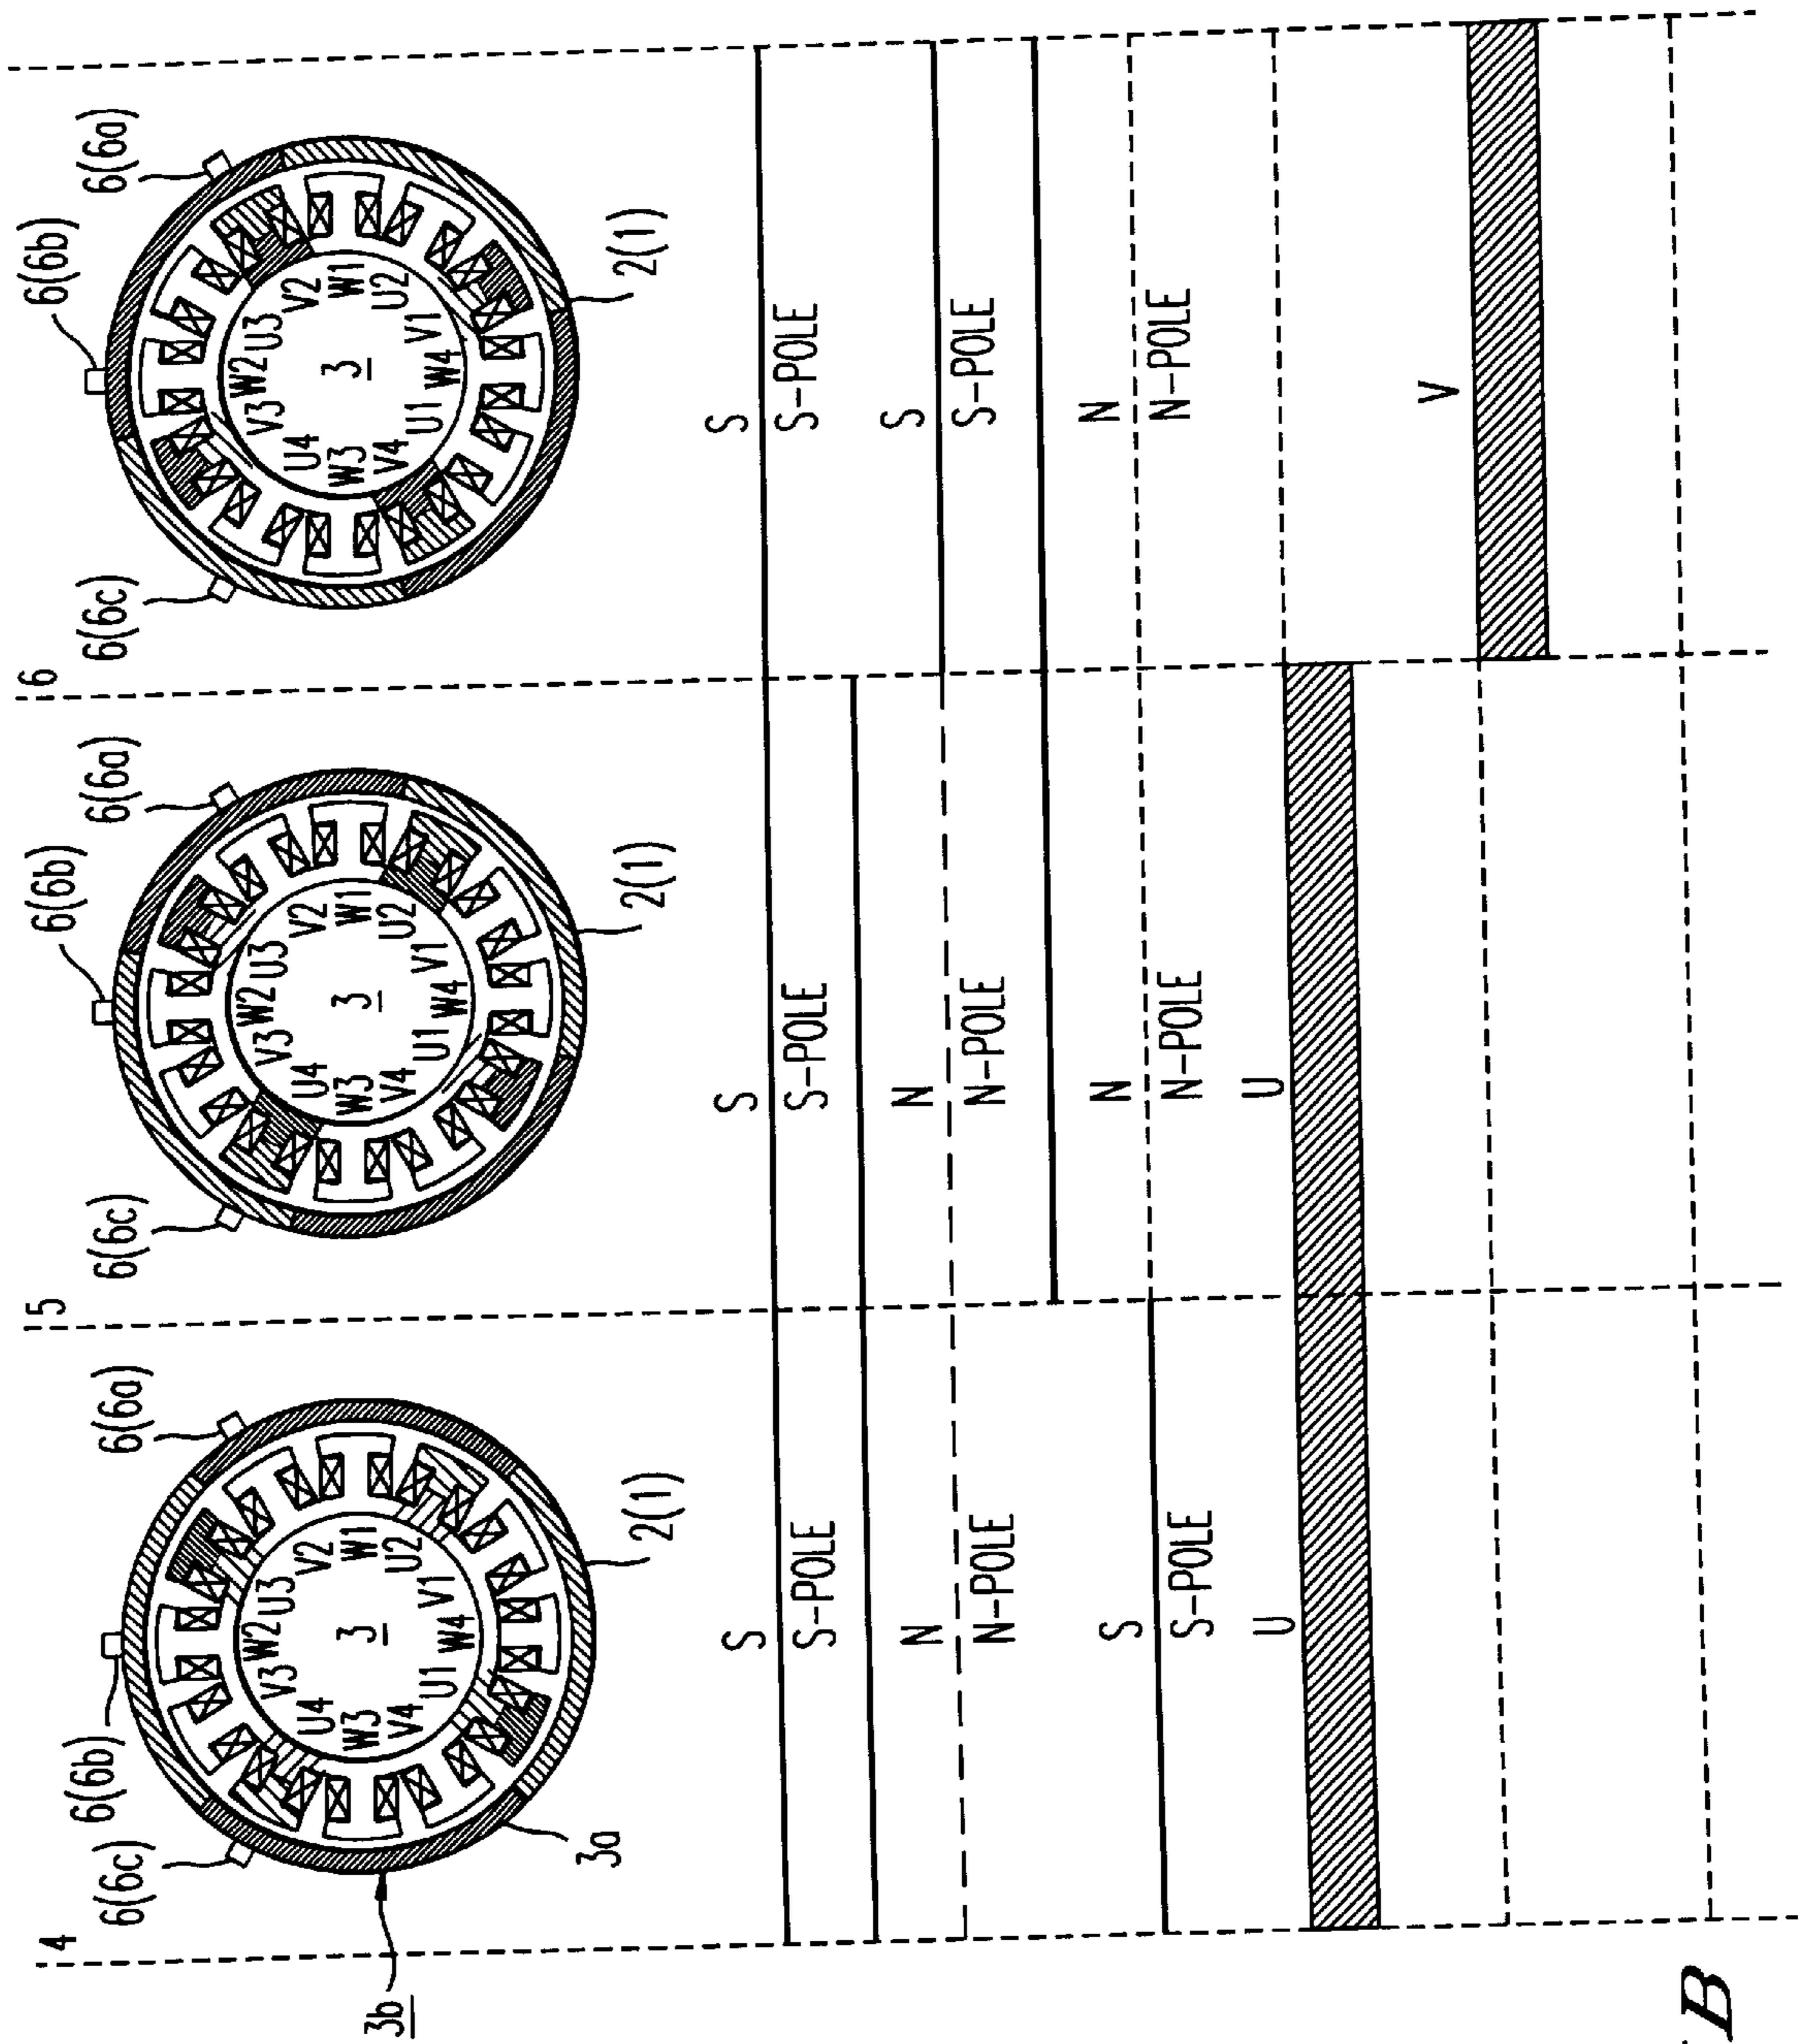 4
6(6c)
6(6b)
6(6a)
3b
V3 W2 U3
U4 V2
W3 3 W1
V4 U2
U1 W4 V1
3a
2(1)
S
S-POLE
N
N-POLE
S
S-POLE
U
5
6(6c)
6(6b)
6(6a)
V3 W2 U3
U4 V2
W3 3 W1
V4 U2
U1 W4 V1
2(1)
S
S-POLE
N
N-POLE
N
N-POLE
U
6
6(6c)
6(6b)
6(6a)
V3 W2 U3
U4 V2
W3 3 W1
V4 U2
U1 W4 V1
2(1)
S
S-POLE
S
S-POLE
N
N-POLE
V
B